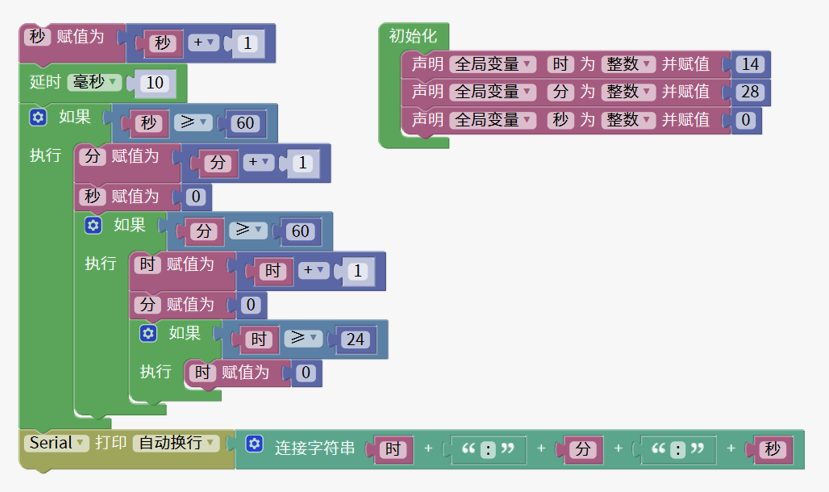 秒 赋值为 秒 + 1
延时 毫秒 10
如果 秒 ≥ 60
执行 分 赋值为 分 + 1
秒 赋值为 0
如果 分 ≥ 60
执行 时 赋值为 时 + 1
分 赋值为 0
如果 时 ≥ 24
执行 时 赋值为 0
Serial 打印 自动换行 连接字符串 时 + “ : ” + 分 + “ : ” + 秒
初始化
声明 全局变量 时 为 整数 并赋值 14
声明 全局变量 分 为 整数 并赋值 28
声明 全局变量 秒 为 整数 并赋值 0